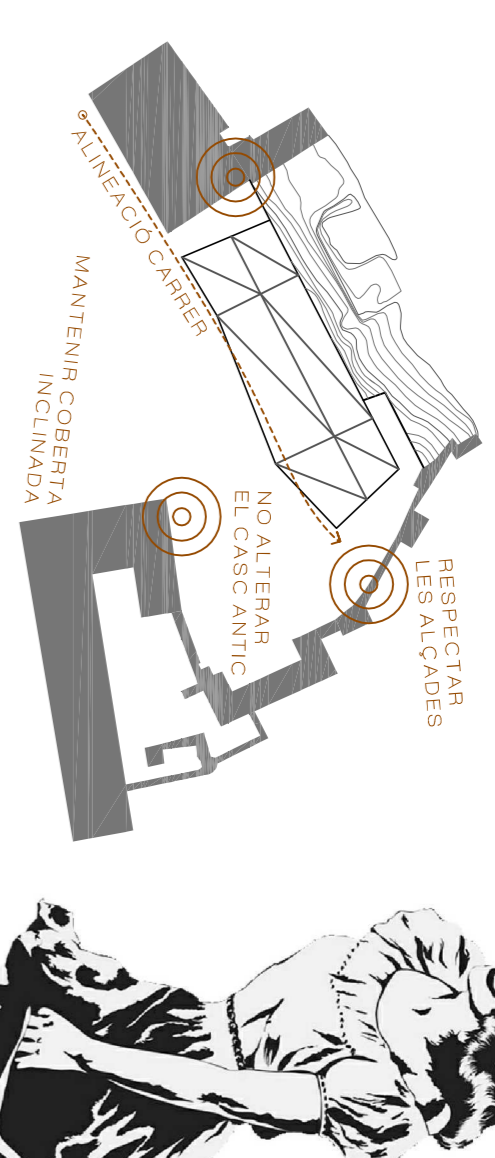 ALINEACIÓ CARRER
MANTENIR COBERTA
INCLINADA
NO ALTERAR
EL CASC ANTIC
RESPECTAR
LES ALÇADES